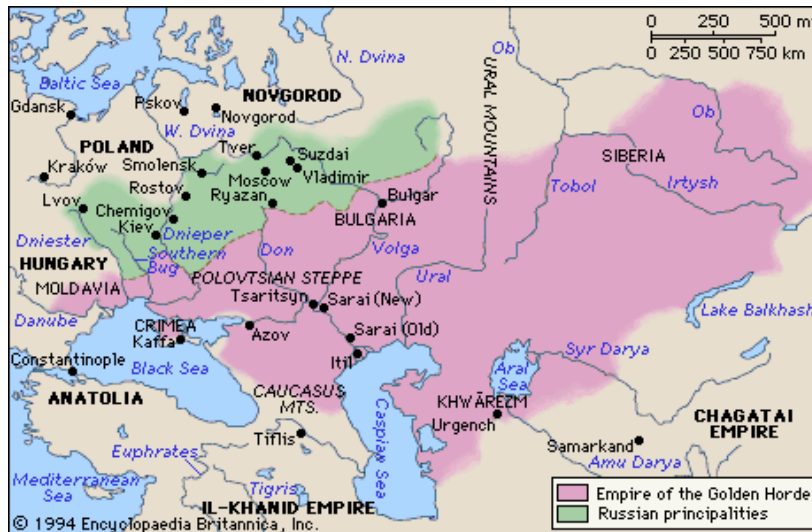 0 250 500 mi
0 250 500 750 km
N. Dvina
Ob
Baltic Sea
Gdansk
Pskov
NOVGOROD
Novgorod
URAL MOUNTAINS
Ob
W. Dvina
POLAND
Tver
Suzdai
SIBERIA
Kraków
Smolensk
Moscow
Vladimir
Irtysh
Rostov
Tobol
Lvov
Ryazan
Bulgar
Chernigov
BULGARIA
Kiev
Dnieper
Dniester
Southern
Bug
Don
Volga
HUNGARY
POLOVTSIAN STEPPE
Ural
MOLDAVIA
Tsaritsyn
Sarai (New)
Lake Balkhash
Danube
CRIMEA
Azov
Sarai (Old)
Kaffa
Syr Darya
Constantinople
Black Sea
Itil
Aral
Sea
ANATOLIA
CAUCASUS
MTS.
Caspian Sea
KHWĀREZM
CHAGATAI
EMPIRE
Urgench
Tiflis
Samarkand
Euphrates
Amu Darya
Mediterranean
Sea
Tigris
IL-KHANID EMPIRE
Empire of the Golden Horde
Russian principalities
© 1994 Encyclopaedia Britannica, Inc.